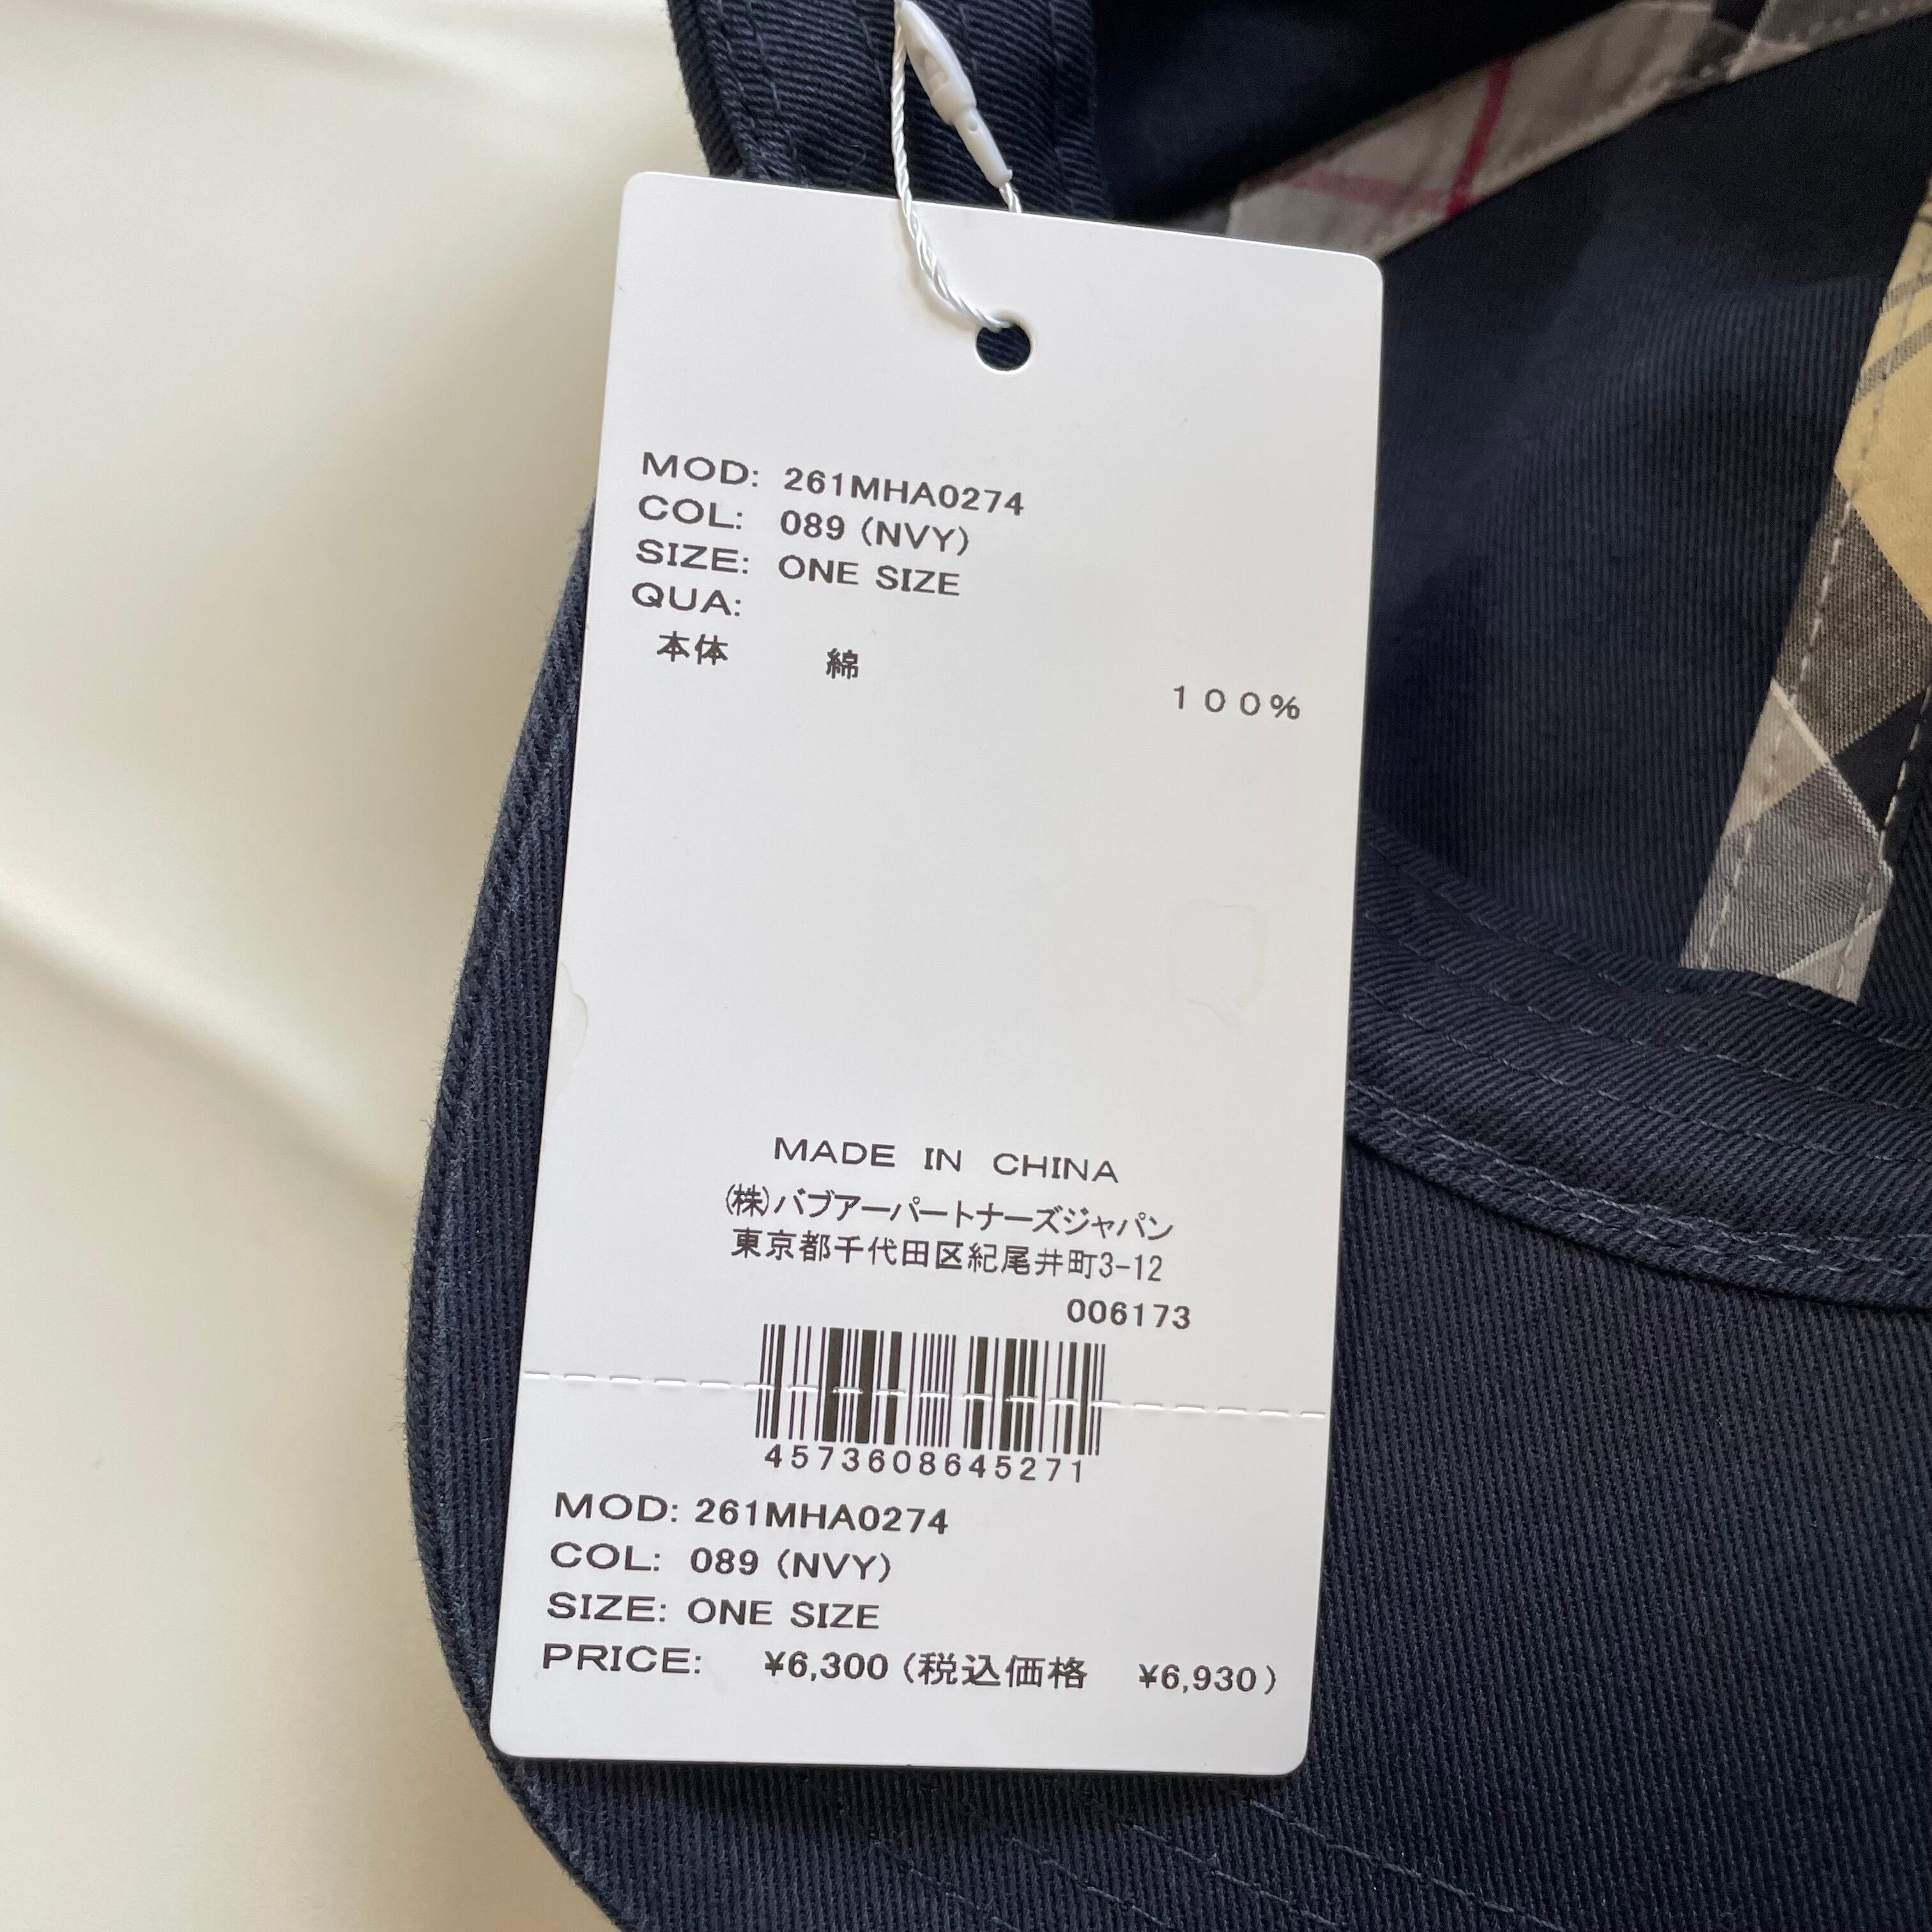 MOD: 261MHA0274
COL: 089 (NVY)
SIZE: ONE SIZE
QUA:
本体 綿 100%
MADE IN CHINA
(株)バブアーパートナーズジャパン
東京都千代田区紀尾井町3-12
006173
4573608645271
MOD: 261MHA0274
COL: 089 (NVY)
SIZE: ONE SIZE
PRICE: ¥6,300 (税込価格 ¥6,930)